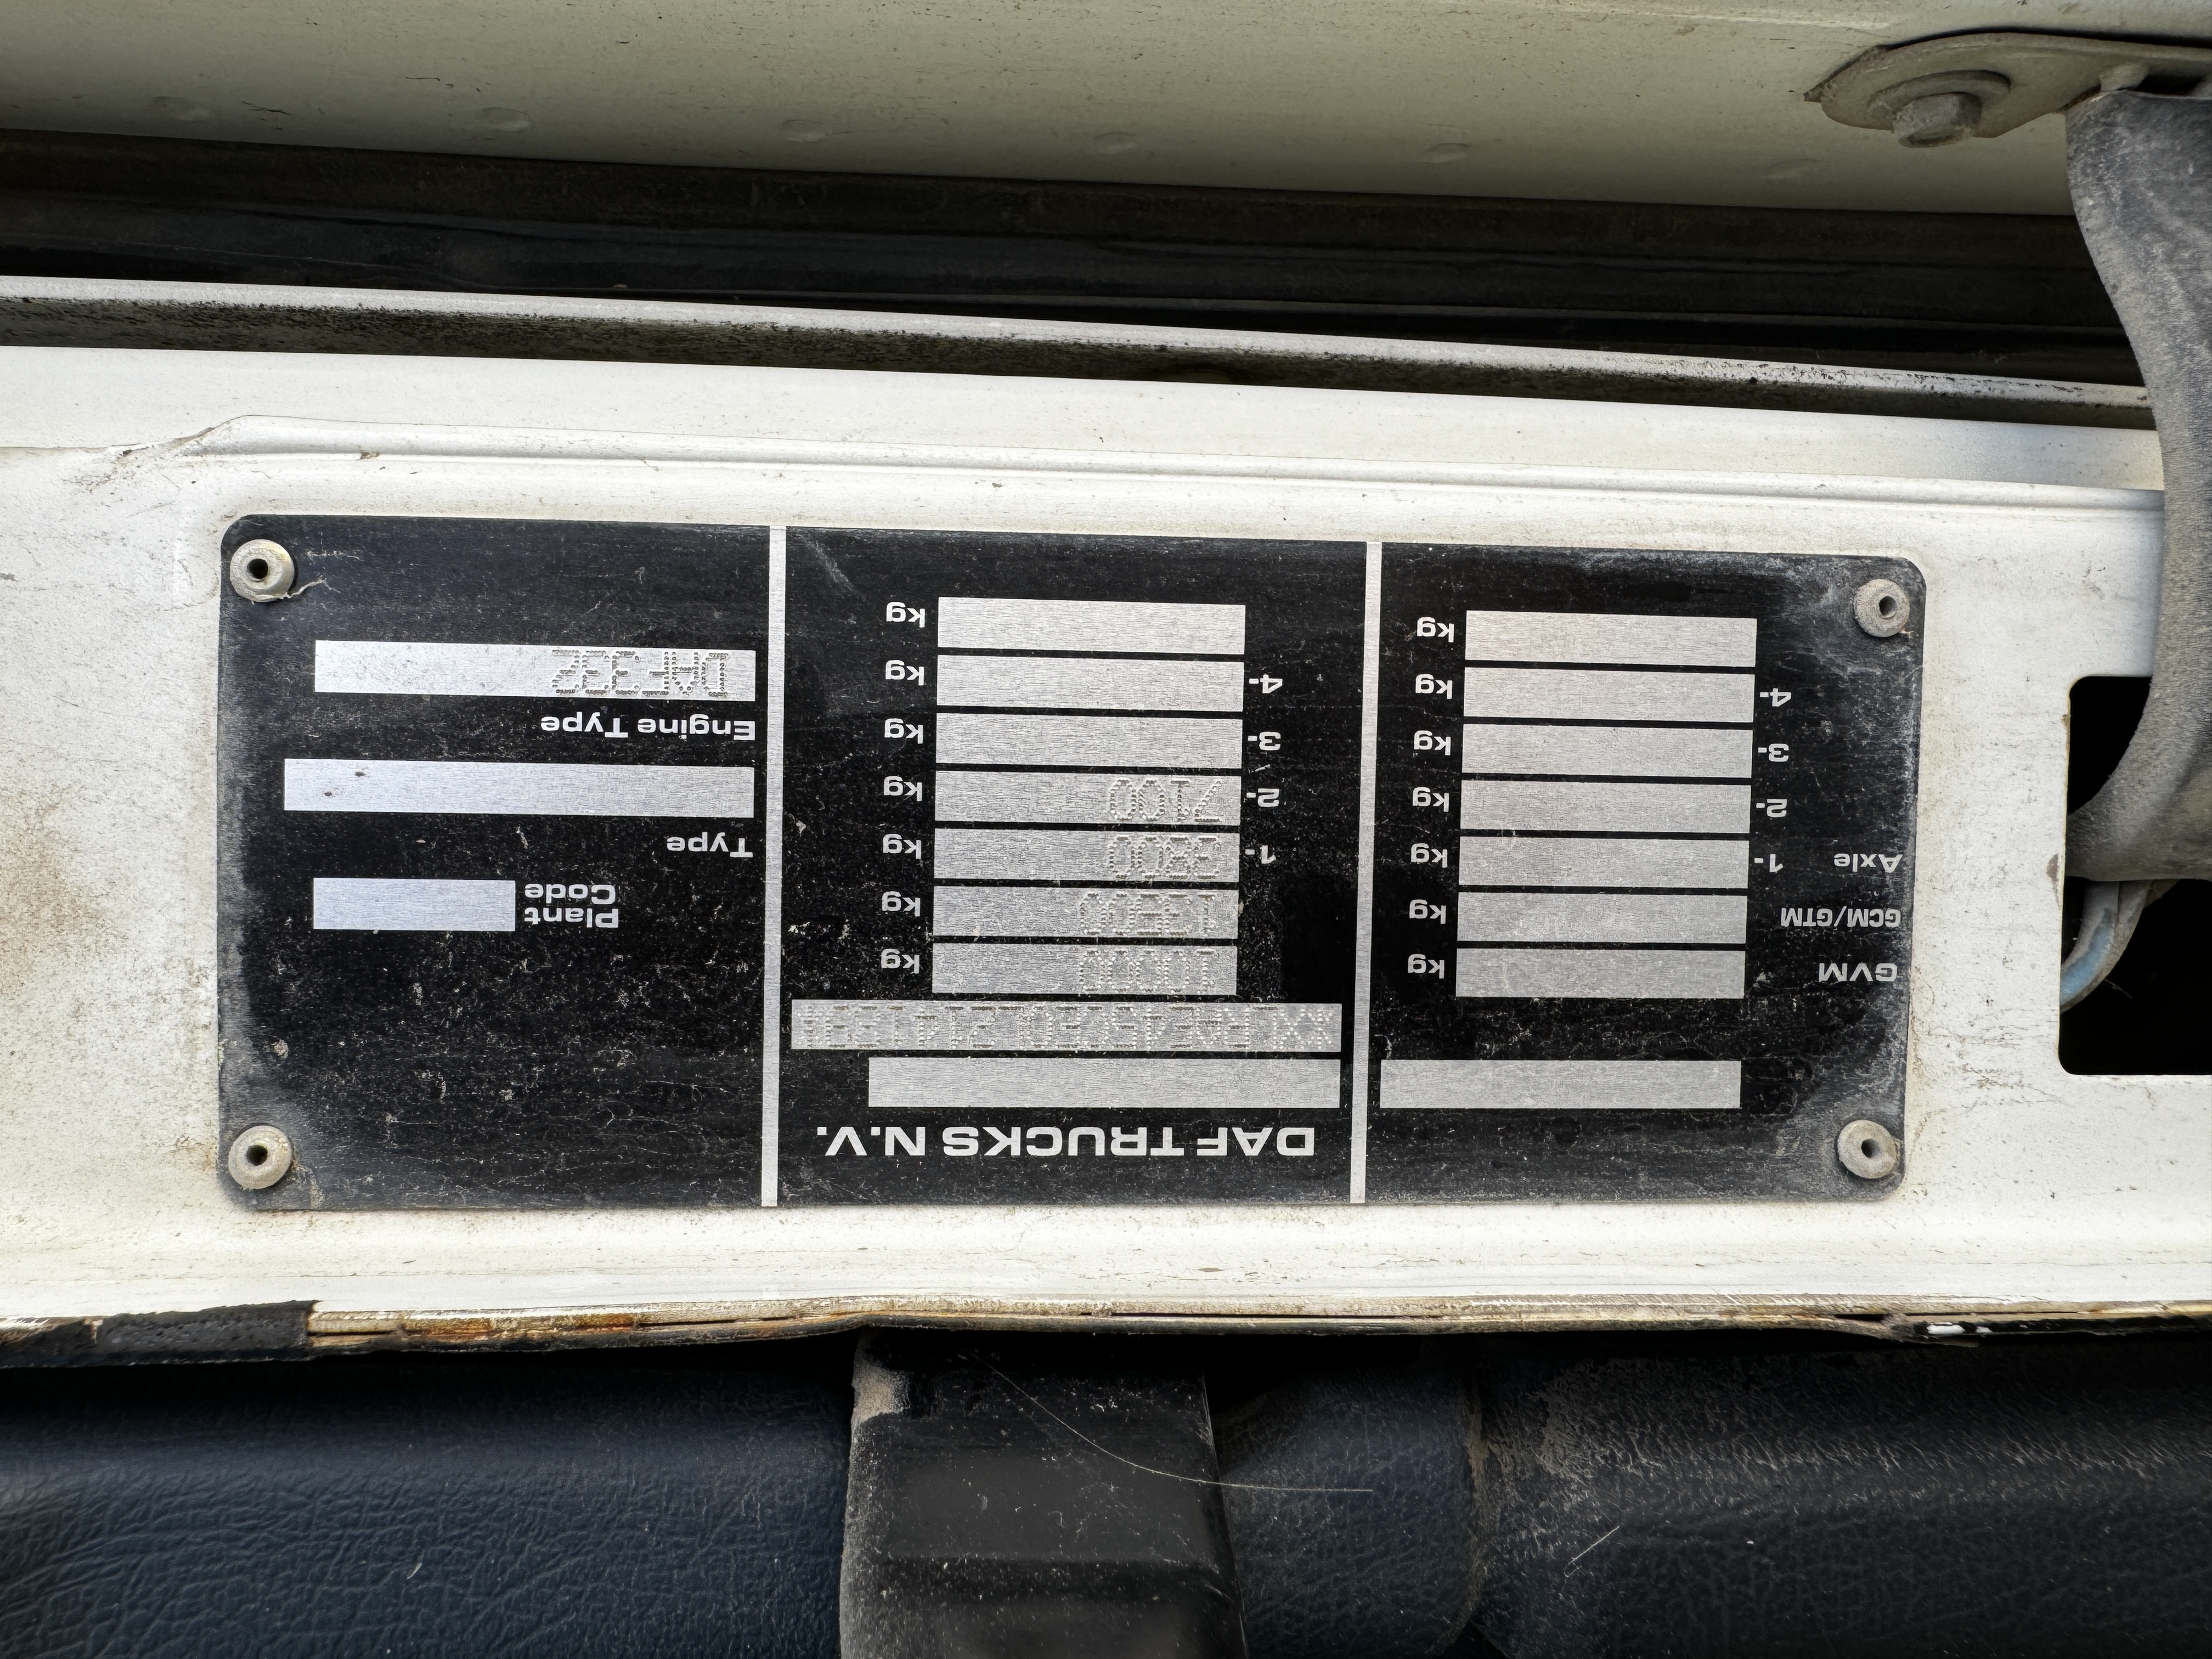 GVM kg
GCM/GTM kg
Axle 1- kg
2- kg
3- kg
4- kg
kg
DAF TRUCKS N.V.
10000 kg
kg
1- 3800 kg
2- 7100 kg
3- kg
4- kg
kg
Plant
Code
Type
Engine Type